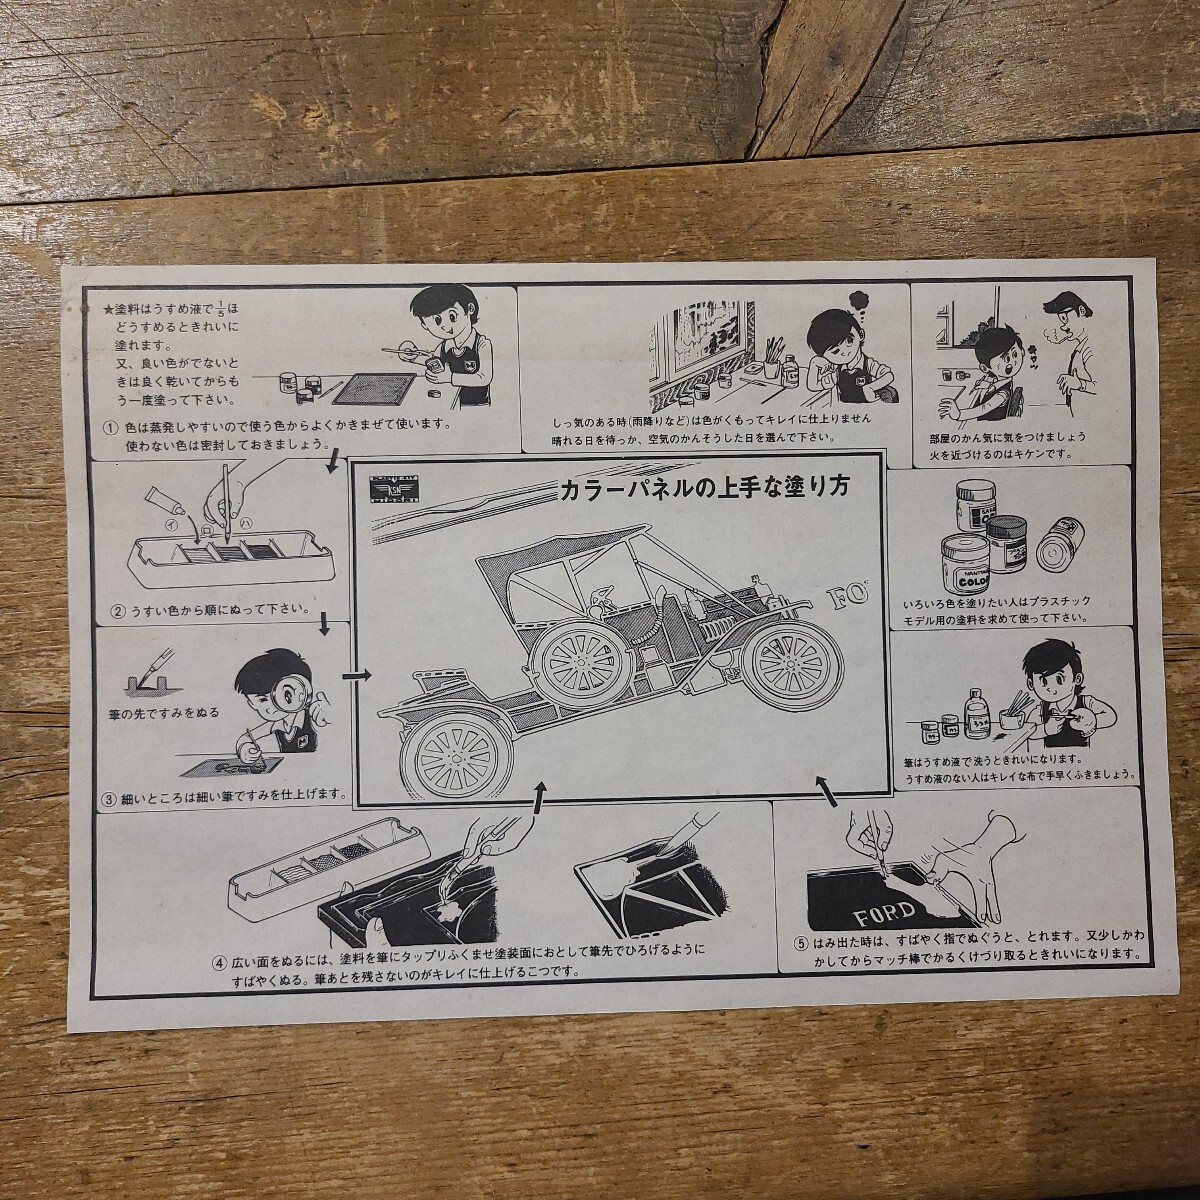 ★塗料はうすめ液で1/5ほ
どうすめるときれいに
塗れます。
又、良い色がでないと
きは良く乾いてからも
う一度塗って下さい。
① 色は蒸発しやすいので使う色からよくかきまぜて使います。
使わない色は密封しておきましょう。
しっ気のある時(雨降りなど)は色がくもってキレイに仕上りません
晴れる日を待っか、空気のかんそうした日を選んで下さい。
部屋のかん気に気をつけましょう
火を近づけるのはキケンです。
イ
ロ
ハ
② うすい色から順にぬって下さい。
カラーパネルの上手な塗り方
FO
COLO
いろいろ色を塗りたい人はプラスチック
モデル用の塗料を求めて使って下さい。
筆の先ですみをぬる
③ 細いところは細い筆ですみを仕上げます。
筆はうすめ液で洗うときれいになります。
うすめ液のない人はキレイな布で手早くふきましょう。
④ 広い面をぬるには、塗料を筆にタップリふくませ塗装面におとして筆先でひろげるように
すばやくぬる。筆あとを残さないのがキレイに仕上げるこつです。
FORD
⑤ はみ出た時は、すばやく指でぬぐうと、とれます。又少しかわ
かしてからマッチ棒でかるくけづり取るときれいになります。